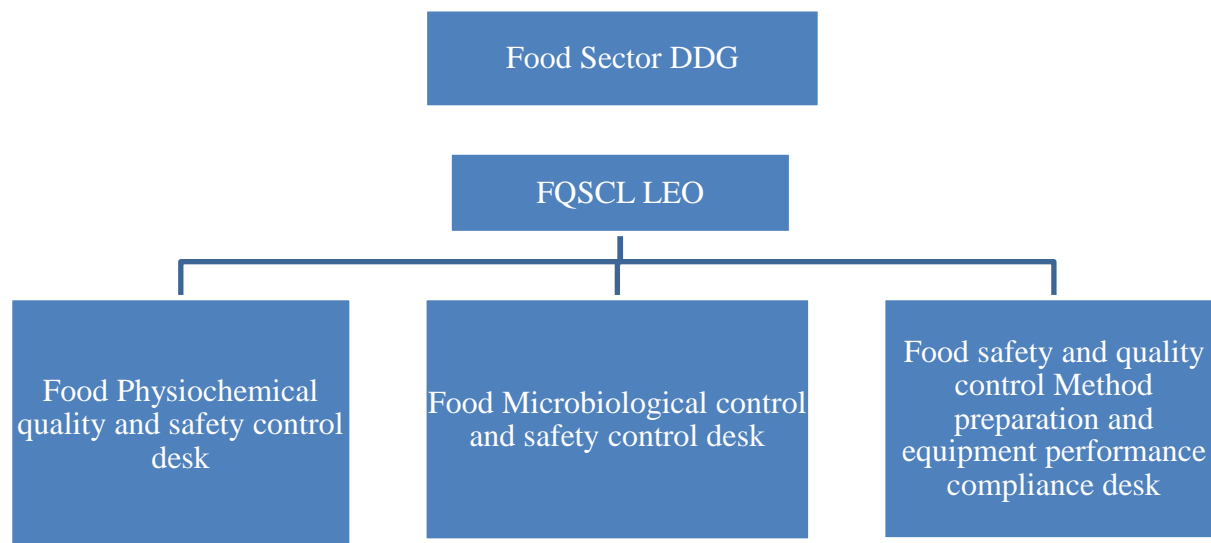 Food Sector DDG
FQSCL LEO
Food Physiochemical
quality and safety control
desk
Food Microbiological control
and safety control desk
Food safety and quality
control Method
preparation and
equipment performance
compliance desk